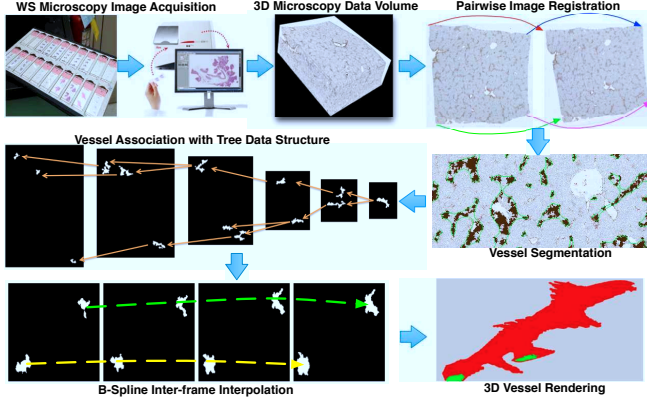 WS Microscopy Image Acquisition
3D Microscopy Data Volume
Pairwise Image Registration
Vessel Association with Tree Data Structure
Vessel Segmentation
B-Spline Inter-frame Interpolation
3D Vessel Rendering